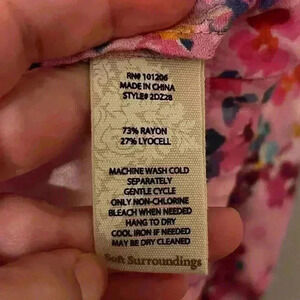 RN# 101206
MADE IN CHINA
STYLE# 2DZ28
73% RAYON
27% LYOCELL
MACHINE WASH COLD
SEPARATELY
GENTLE CYCLE
ONLY NON-CHLORINE
BLEACH WHEN NEEDED
HANG TO DRY
COOL IRON IF NEEDED
MAY BE DRY CLEANED
Soft Surroundings